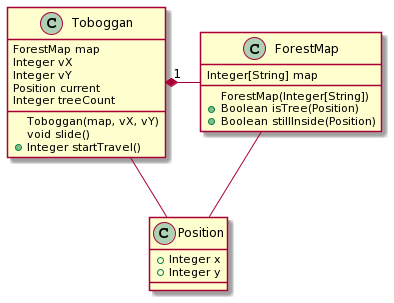 C Toboggan
ForestMap map
Integer vX
Integer vY
Position current
Integer treeCount
Toboggan(map, vX, vY)
void slide()
Integer startTravel()
1
C ForestMap
Integer[String] map
ForestMap(Integer[String])
Boolean isTree(Position)
Boolean stillInside(Position)
C Position
Integer x
Integer y